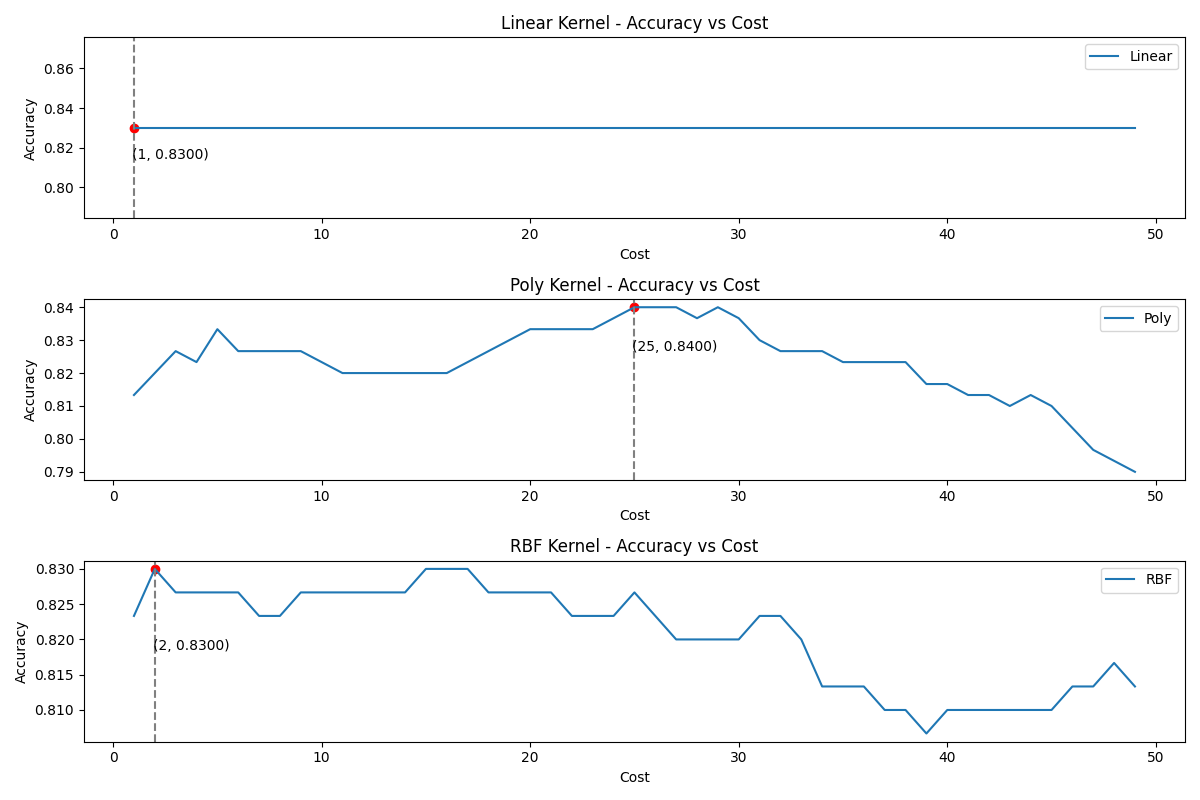 Linear Kernel - Accuracy vs Cost
Linear
0.86
0.84
0.82
0.80
Accuracy
(1, 0.8300)
0 10 20 30 40 50
Cost
Poly Kernel - Accuracy vs Cost
Poly
0.84
0.83
0.82
0.81
0.80
0.79
Accuracy
(25, 0.8400)
0 10 20 30 40 50
Cost
RBF Kernel - Accuracy vs Cost
RBF
0.830
0.825
0.820
0.815
0.810
Accuracy
(2, 0.8300)
0 10 20 30 40 50
Cost